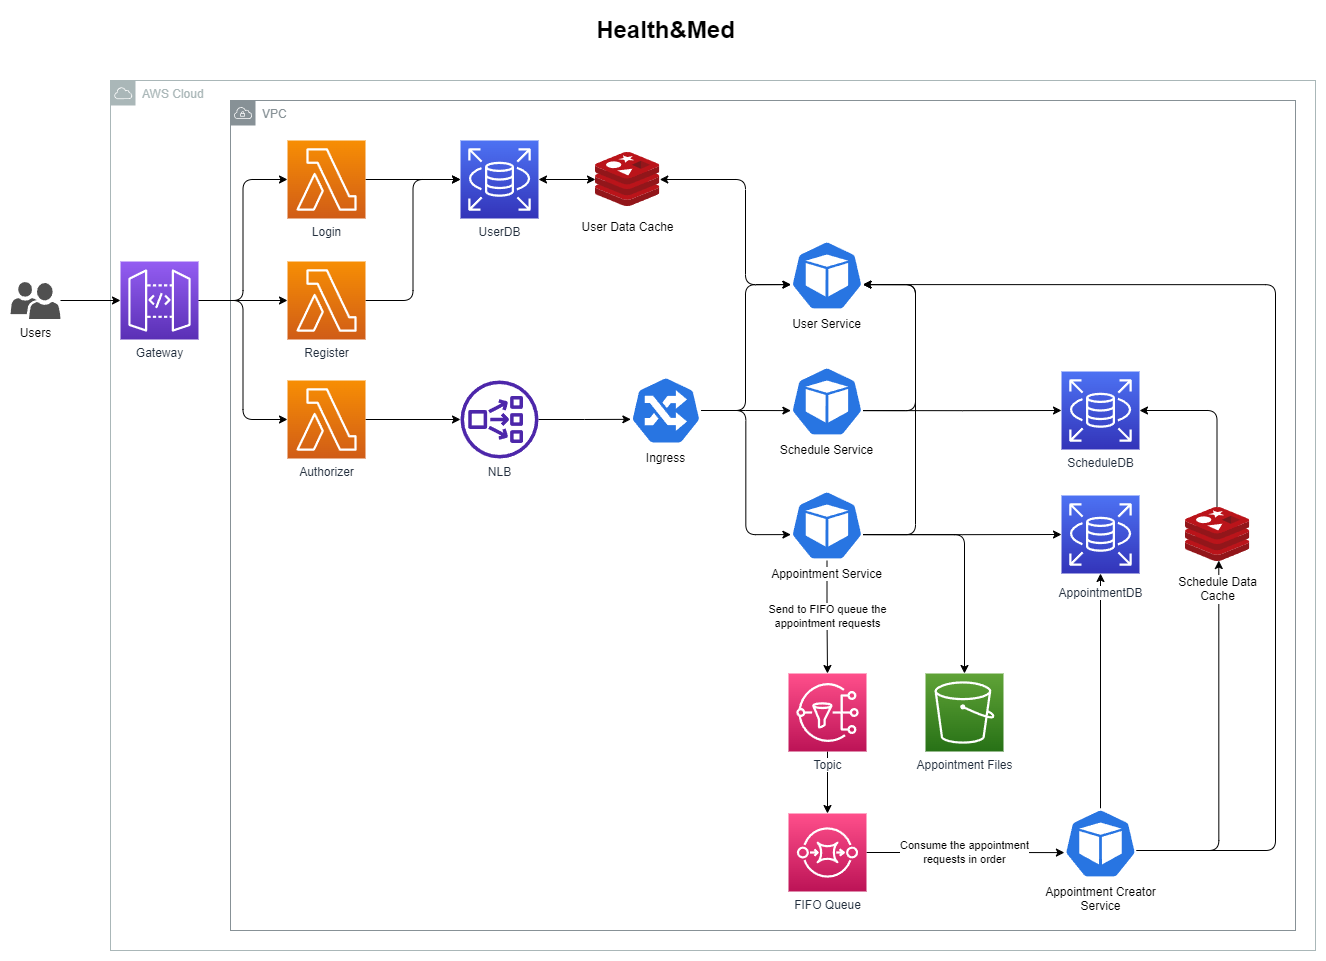 Health&Med
AWS Cloud
VPC
Login
UserDB
User Data Cache
Users
Gateway
Register
User Service
Authorizer
NLB
Ingress
Schedule Service
ScheduleDB
Appointment Service
AppointmentDB
Schedule Data
Cache
Send to FIFO queue the
appointment requests
Topic
Appointment Files
Consume the appointment
requests in order
FIFO Queue
Appointment Creator
Service